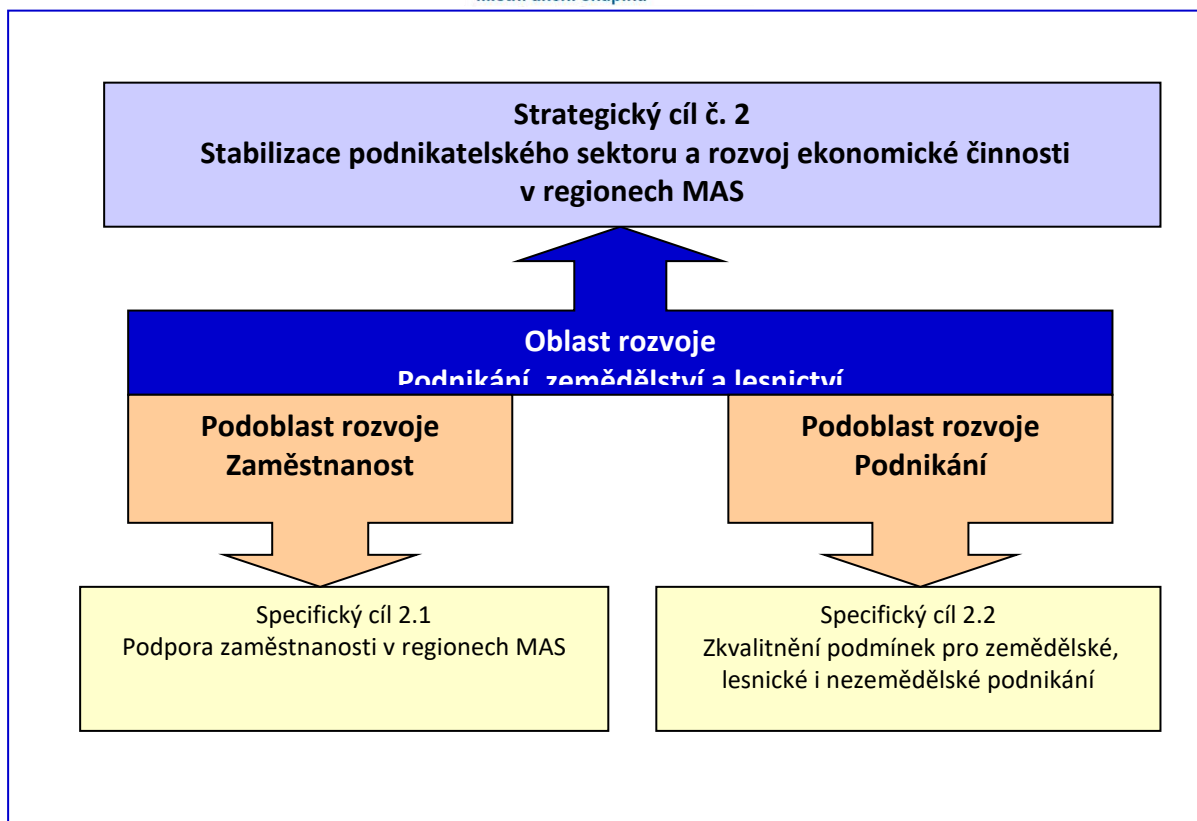 Strategický cíl č. 2
Stabilizace podnikatelského sektoru a rozvoj ekonomické činnosti
v regionech MAS
Oblast rozvoje
Podnikání, zemědělství a lesnictví
Podoblast rozvoje
Zaměstnanost
Podoblast rozvoje
Podnikání
Specifický cíl 2.1
Podpora zaměstnanosti v regionech MAS
Specifický cíl 2.2
Zkvalitnění podmínek pro zemědělské,
lesnické i nezemědělské podnikání